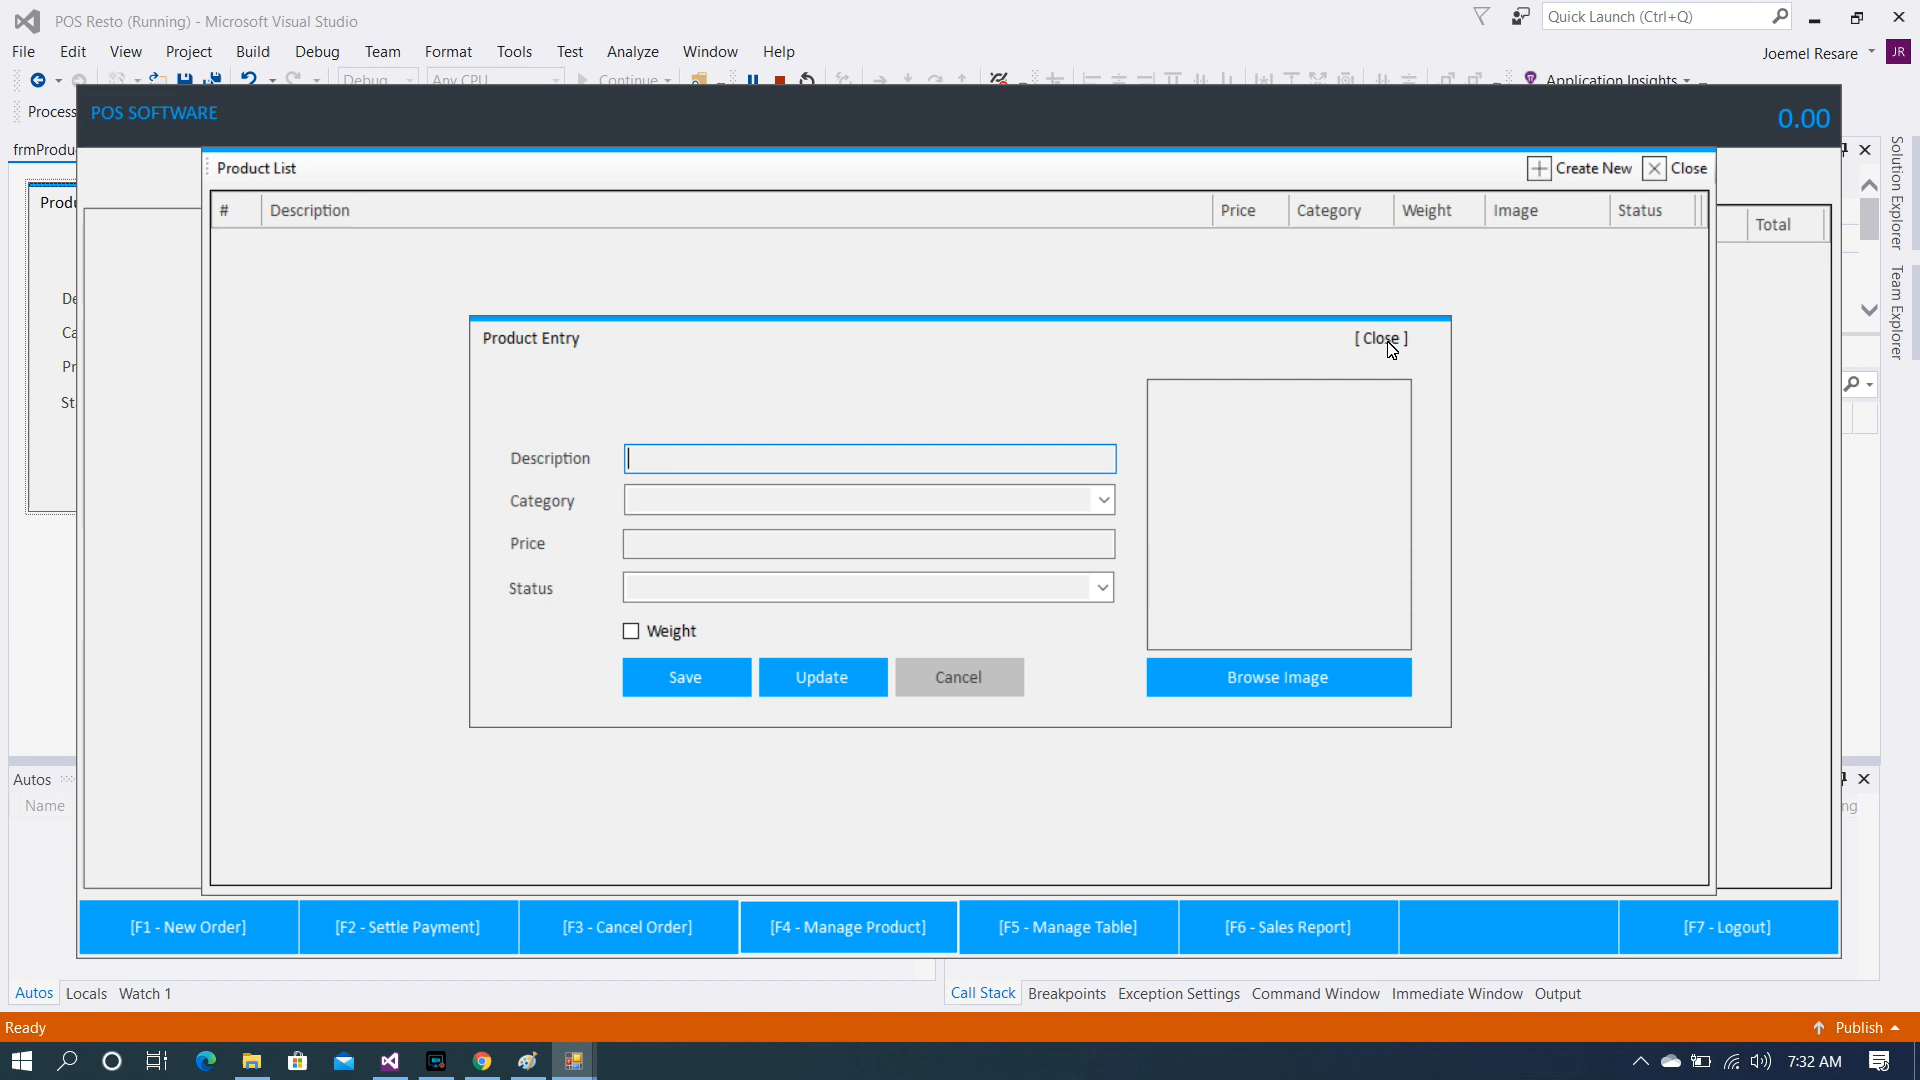 POS Resto (Running) - Microsoft Visual Studio
Quick Launch (Ctrl+Q)
File Edit View Project Build Debug Team Format Tools Test Analyze Window Help
Joemel Resare JR
Debug Any CPU Continue Application Insights
Process
POS SOFTWARE
0.00
frmProdu
Product List
Create New Close
Produ
# Description Price Category Weight Image Status
Total
Solution Explorer
Team Explorer
De
Ca
Pr
St
Product Entry
[ Close ]
Description
Category
Price
Status
Weight
Save Update Cancel Browse Image
Autos
Name
ng
[F1 - New Order] [F2 - Settle Payment] [F3 - Cancel Order] [F4 - Manage Product] [F5 - Manage Table] [F6 - Sales Report] [F7 - Logout]
Autos Locals Watch 1
Call Stack Breakpoints Exception Settings Command Window Immediate Window Output
Ready
Publish
7:32 AM